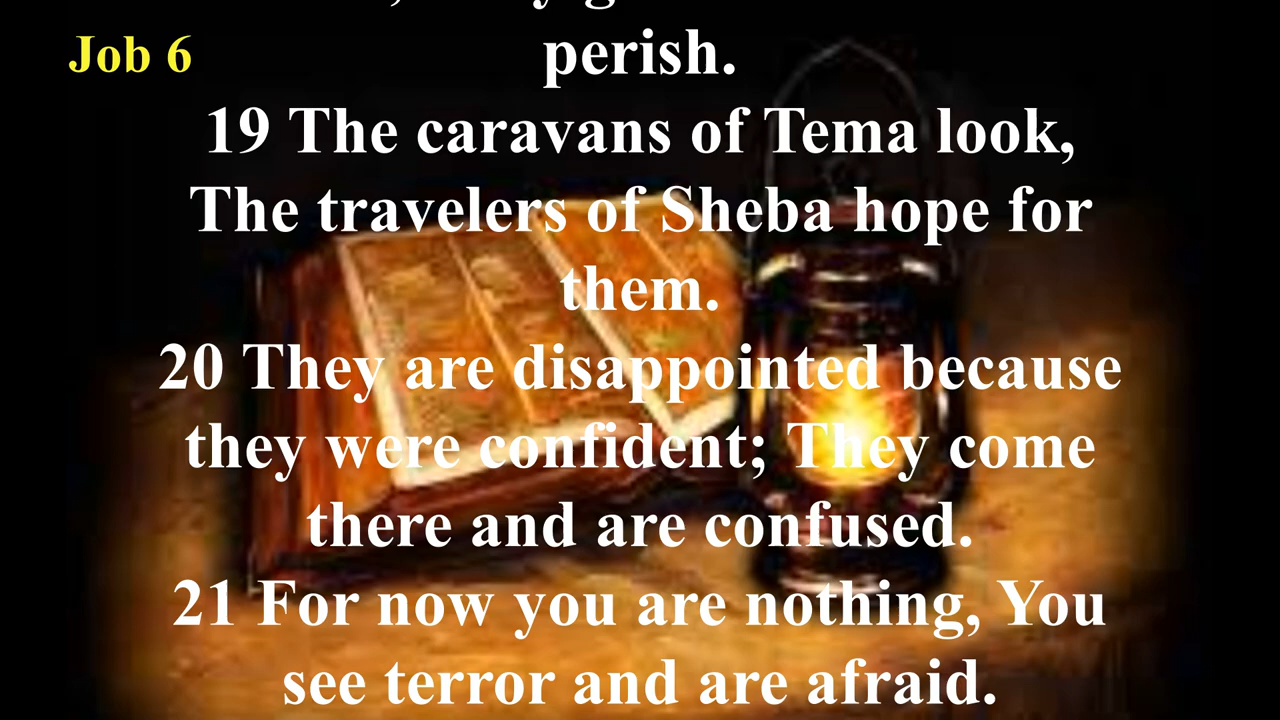 Job 6
perish.
19 The caravans of Tema look,
The travelers of Sheba hope for
them.
20 They are disappointed because
they were confident; They come
there and are confused.
21 For now you are nothing, You
see terror and are afraid.